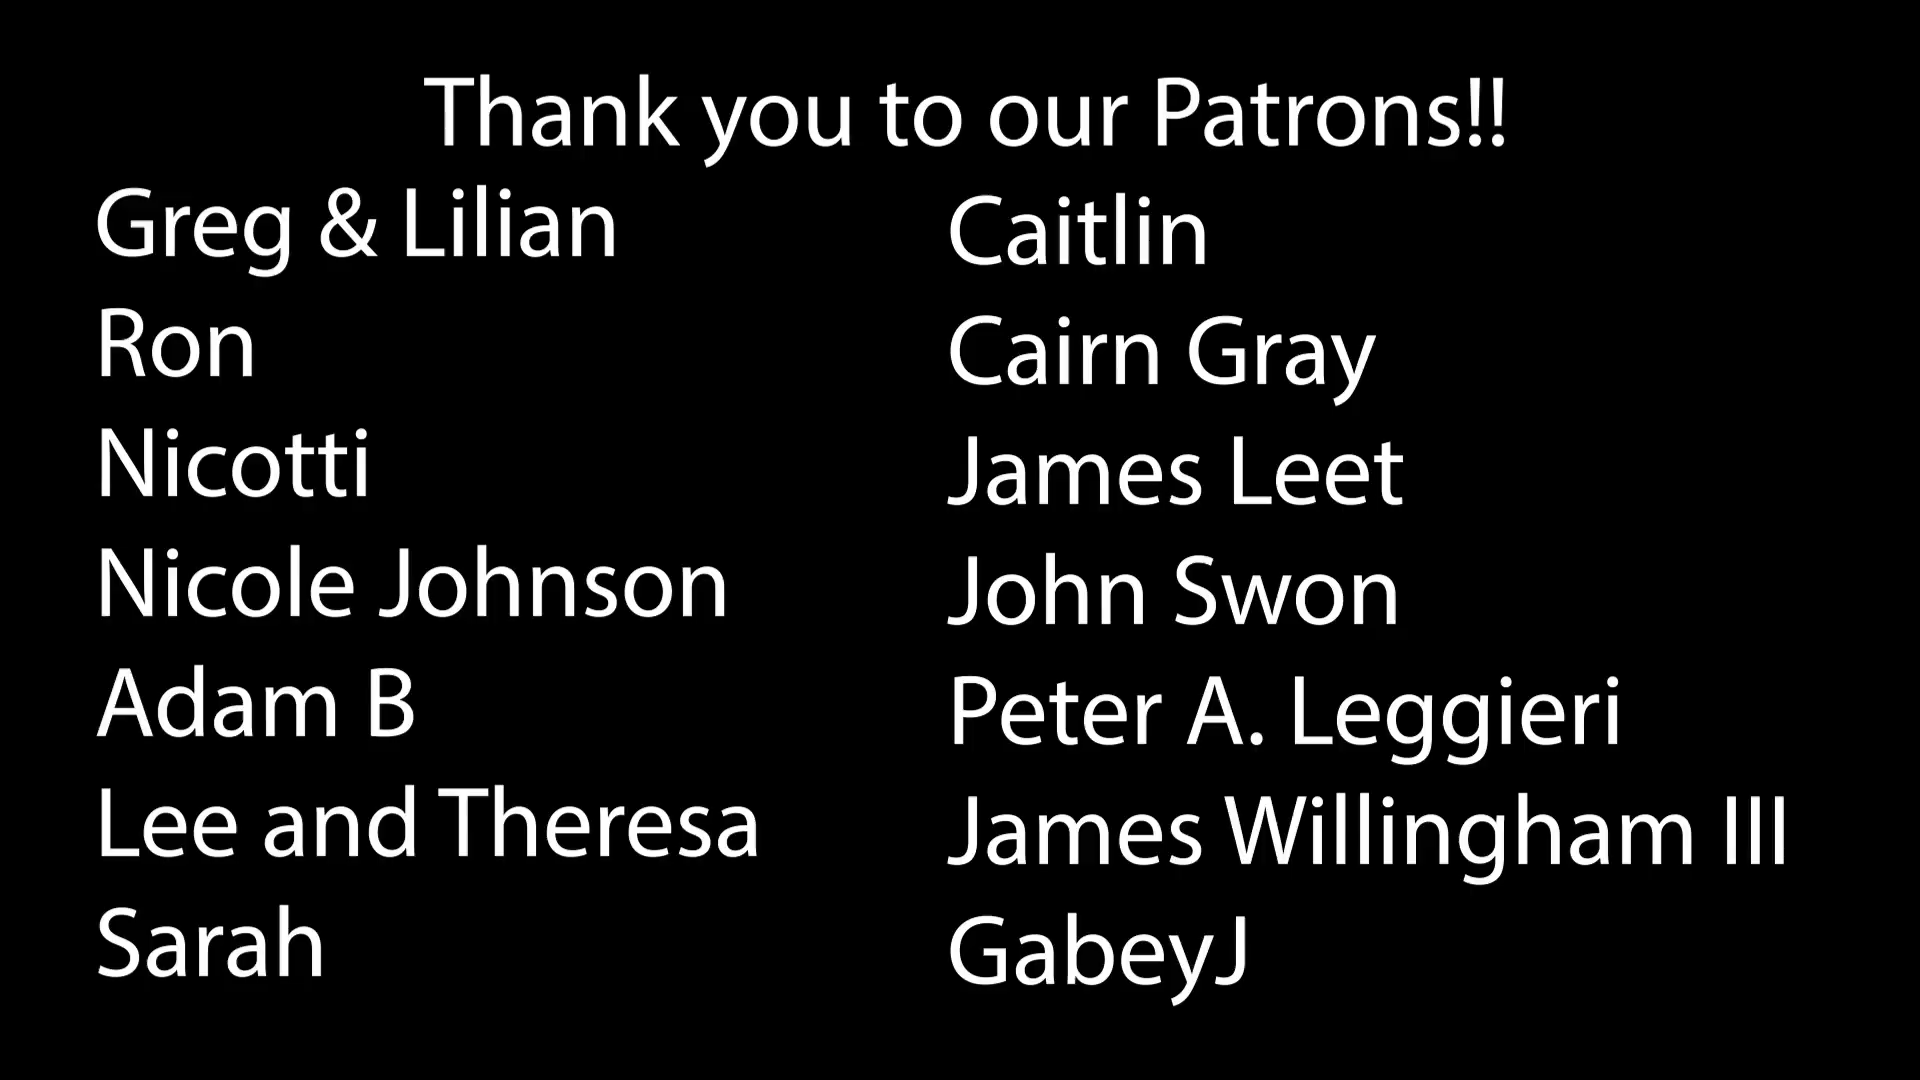 Thank you to our Patrons!!
Greg & Lilian
Ron
Nicotti
Nicole Johnson
Adam B
Lee and Theresa
Sarah
Caitlin
Cairn Gray
James Leet
John Swon
Peter A. Leggieri
James Willingham III
GabeyJ